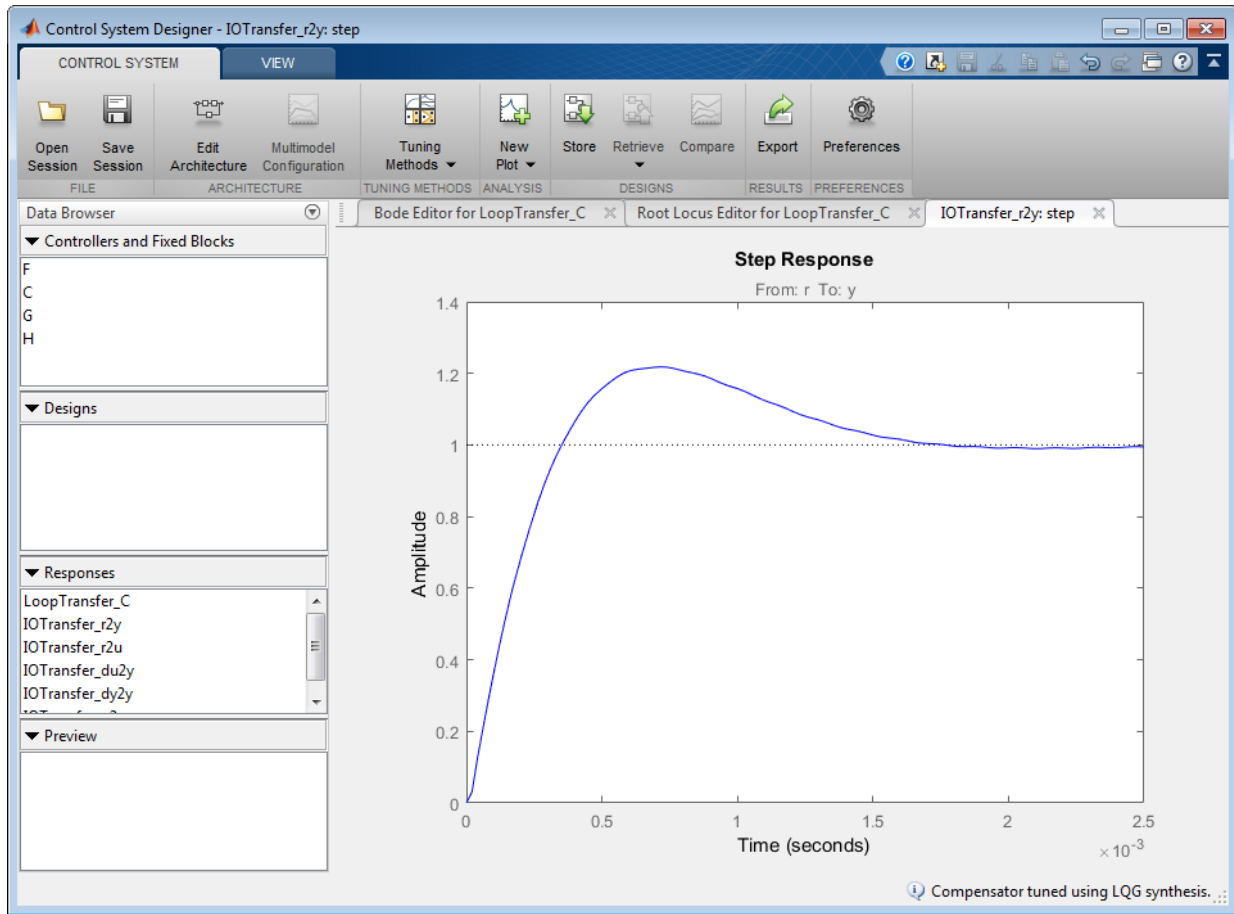 Control System Designer - IOTransfer_r2y: step
CONTROL SYSTEM
VIEW
Open Session
Save Session
Edit Architecture
Multimodel Configuration
Tuning Methods
New Plot
Store
Retrieve
Compare
Export
Preferences
FILE
ARCHITECTURE
TUNING METHODS
ANALYSIS
DESIGNS
RESULTS
PREFERENCES
Data Browser
Bode Editor for LoopTransfer_C
Root Locus Editor for LoopTransfer_C
IOTransfer_r2y: step
Controllers and Fixed Blocks
F
C
G
H
Designs
Responses
LoopTransfer_C
IOTransfer_r2y
IOTransfer_r2u
IOTransfer_du2y
IOTransfer_dy2y
Preview
Step Response
From: r To: y
1.4
1.2
1
0.8
0.6
0.4
0.2
0
Amplitude
0 0.5 1 1.5 2 2.5
Time (seconds)
×10-3
Compensator tuned using LQG synthesis.